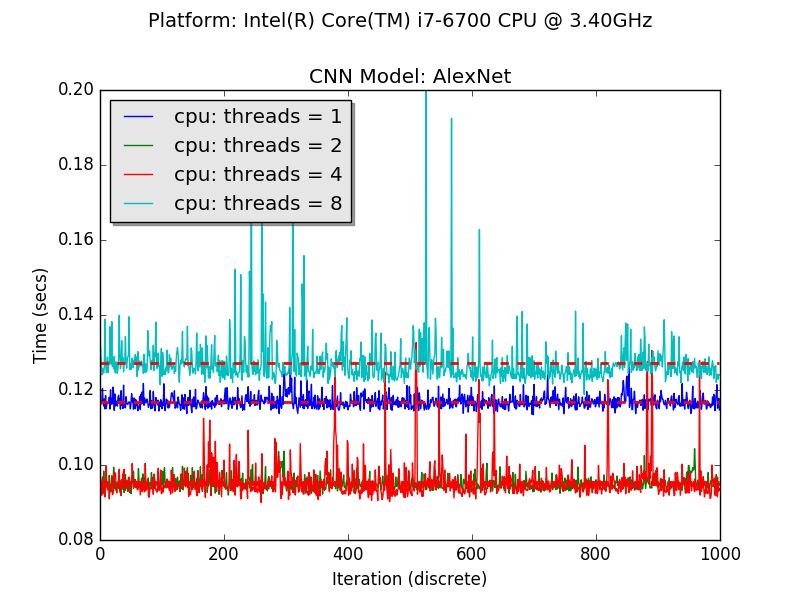 Platform: Intel(R) Core(TM) i7-6700 CPU @ 3.40GHz
CNN Model: AlexNet
cpu: threads = 1
cpu: threads = 2
cpu: threads = 4
cpu: threads = 8
0.20
0.18
0.16
0.14
0.12
0.10
0.08
Time (secs)
0 200 400 600 800 1000
Iteration (discrete)